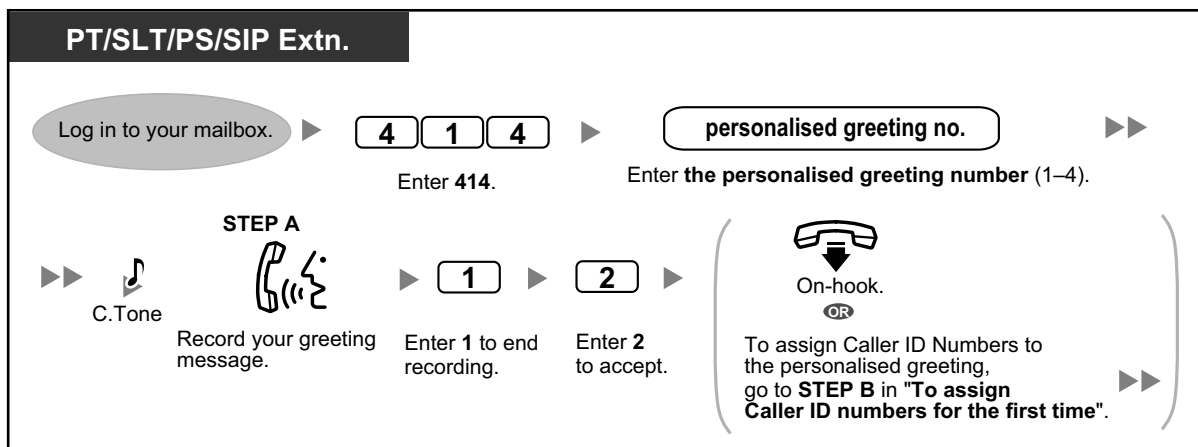 PT/SLT/PS/SIP Extn.
Log in to your mailbox.
4 1 4
Enter 414.
personalised greeting no.
Enter the personalised greeting number (1–4).
C.Tone
STEP A
Record your greeting
message.
1
Enter 1 to end
recording.
2
Enter 2
to accept.
On-hook.
OR
To assign Caller ID Numbers to
the personalised greeting,
go to STEP B in "To assign
Caller ID numbers for the first time".